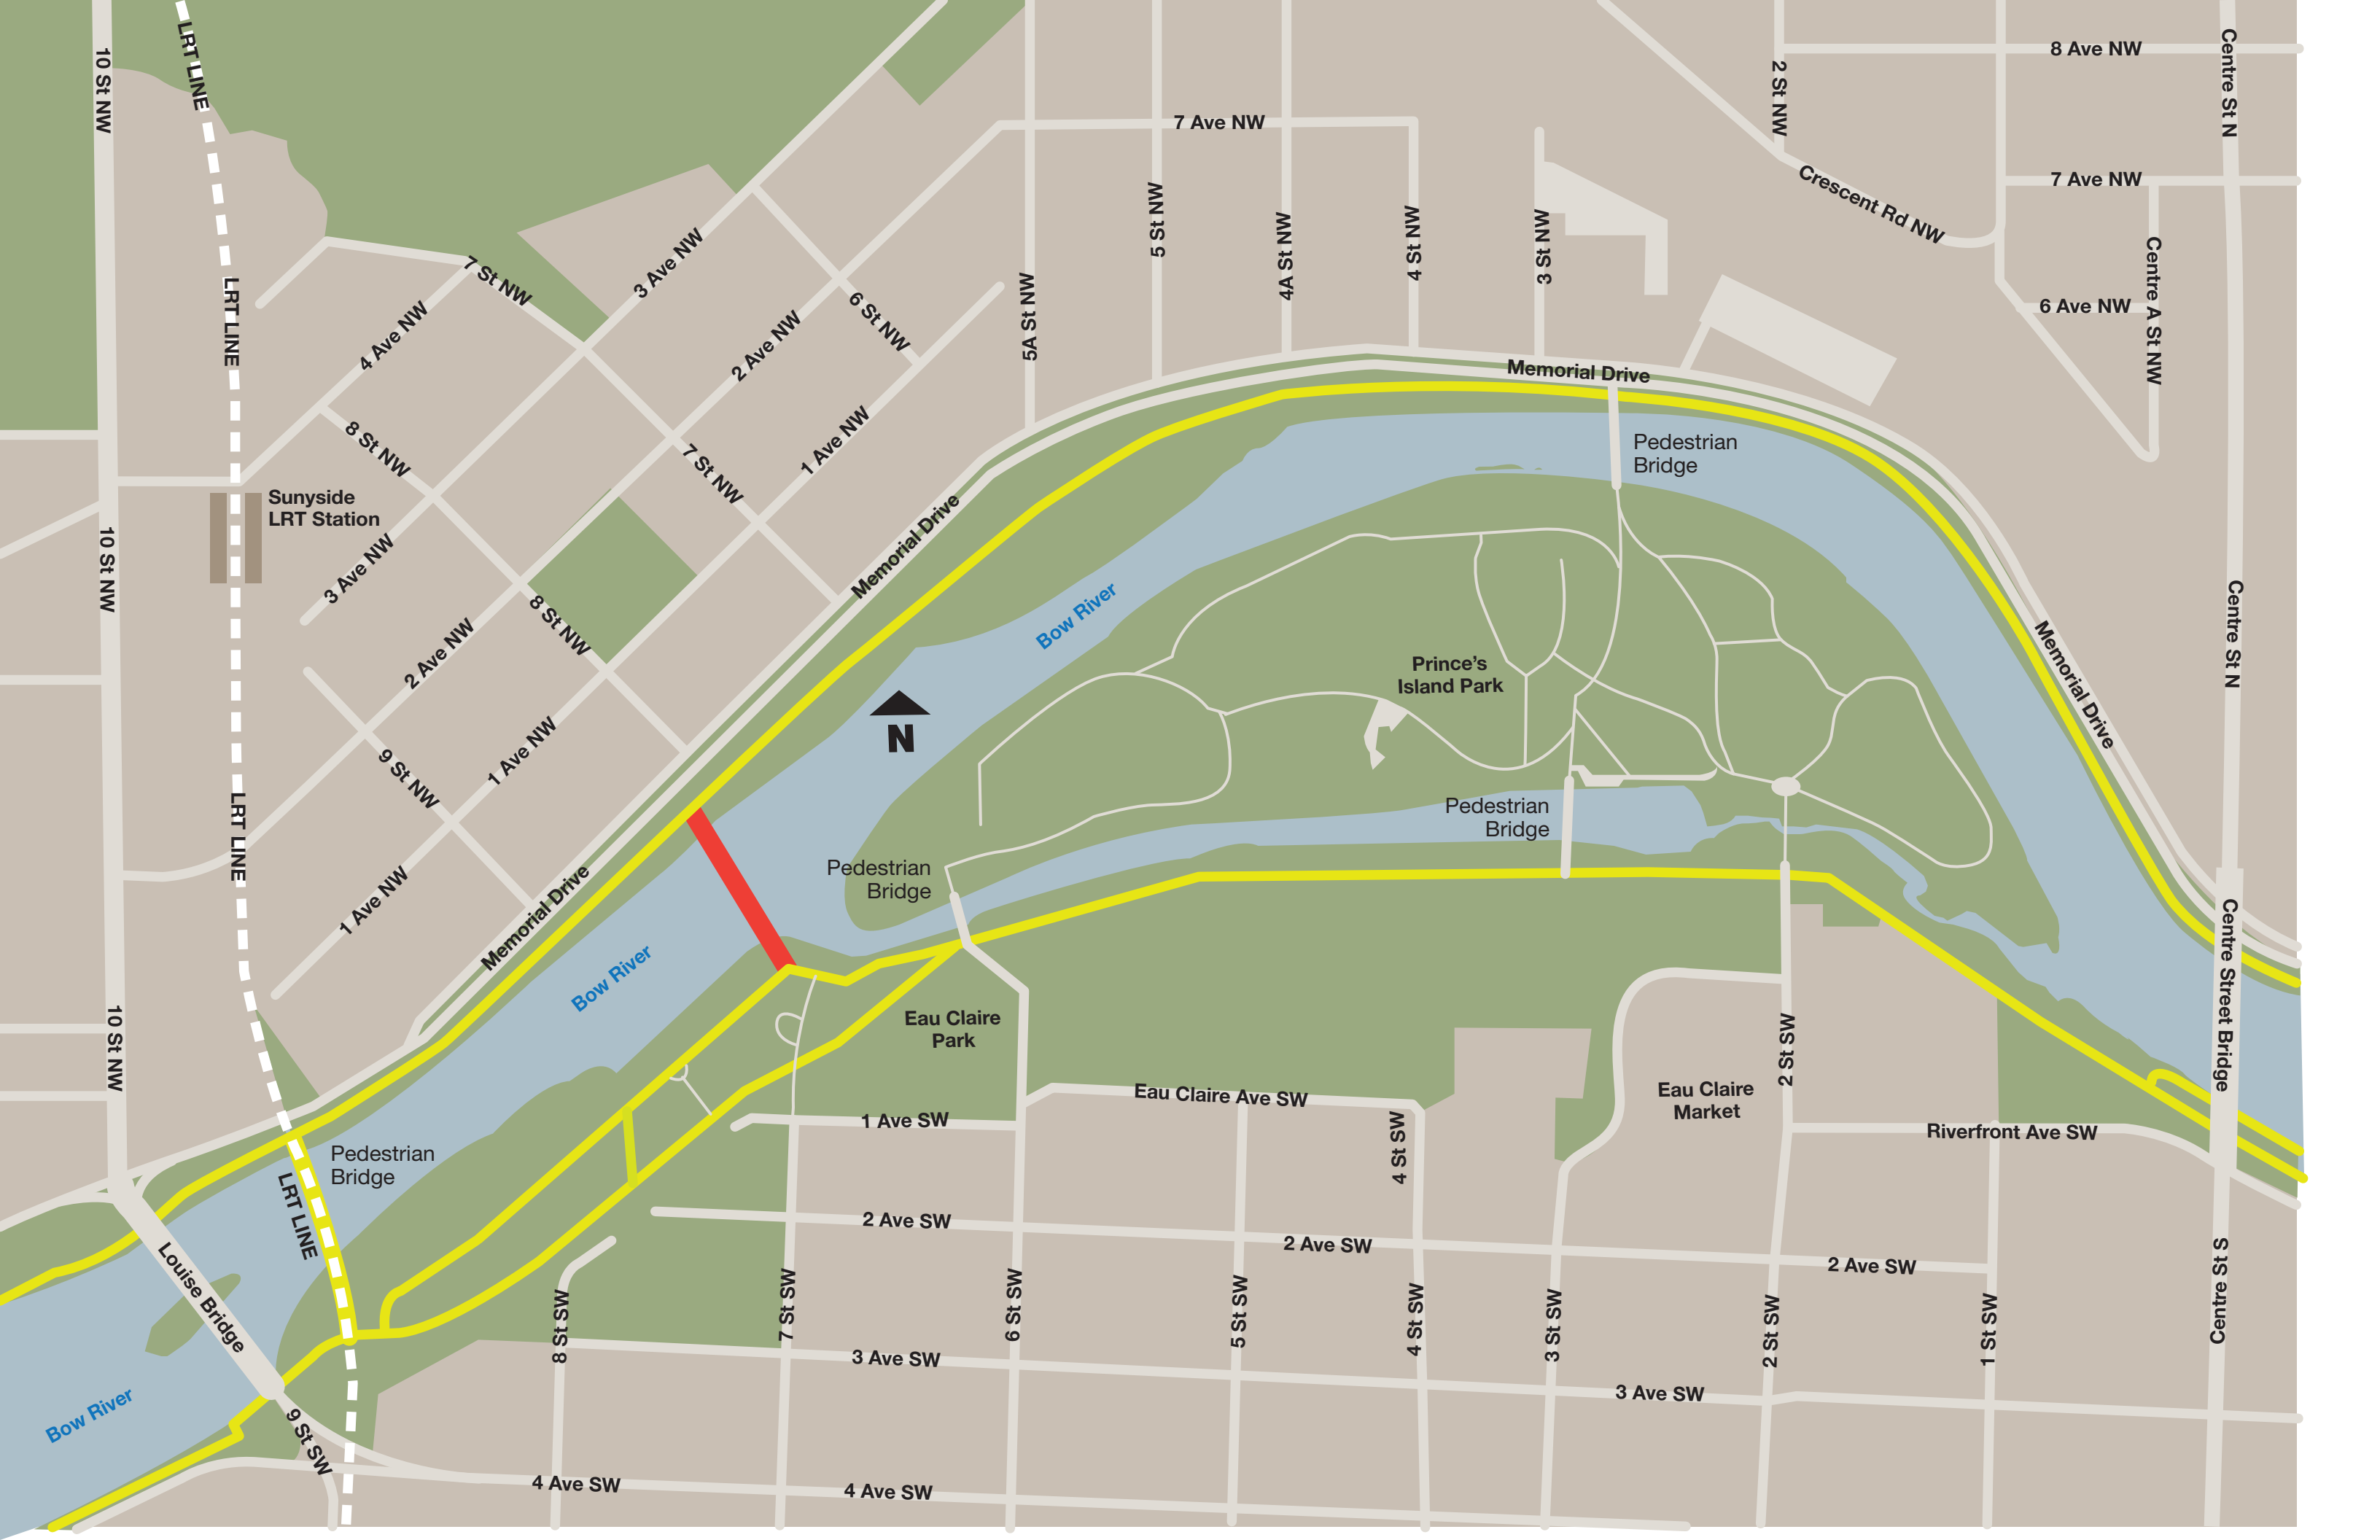 10 St NW
LRT LINE
8 Ave NW
Centre St N
2 St NW
7 Ave NW
7 Ave NW
Crescent Rd NW
5 St NW
4A St NW
4 St NW
3 St NW
3 Ave NW
7 St NW
4 Ave NW
LRT LINE
6 St NW
2 Ave NW
5A St NW
6 Ave NW
Centre A St NW
Memorial Drive
8 St NW
7 St NW
1 Ave NW
Pedestrian
Bridge
Sunyside
LRT Station
10 St NW
3 Ave NW
Memorial Drive
8 St NW
2 Ave NW
Bow River
Centre St N
Memorial Drive
Prince's
Island Park
N
9 St NW
1 Ave NW
LRT LINE
Pedestrian
Bridge
Pedestrian
Bridge
1 Ave NW
Memorial Drive
Bow River
Centre Street Bridge
10 St NW
Eau Claire
Park
2 St SW
Eau Claire Ave SW
Eau Claire
Market
1 Ave SW
4 St SW
Riverfront Ave SW
Pedestrian
Bridge
LRT LINE
2 Ave SW
2 Ave SW
2 Ave SW
Louise Bridge
8 St SW
7 St SW
6 St SW
5 St SW
4 St SW
3 St SW
2 St SW
1 St SW
Centre St S
3 Ave SW
3 Ave SW
Bow River
9 St SW
4 Ave SW
4 Ave SW